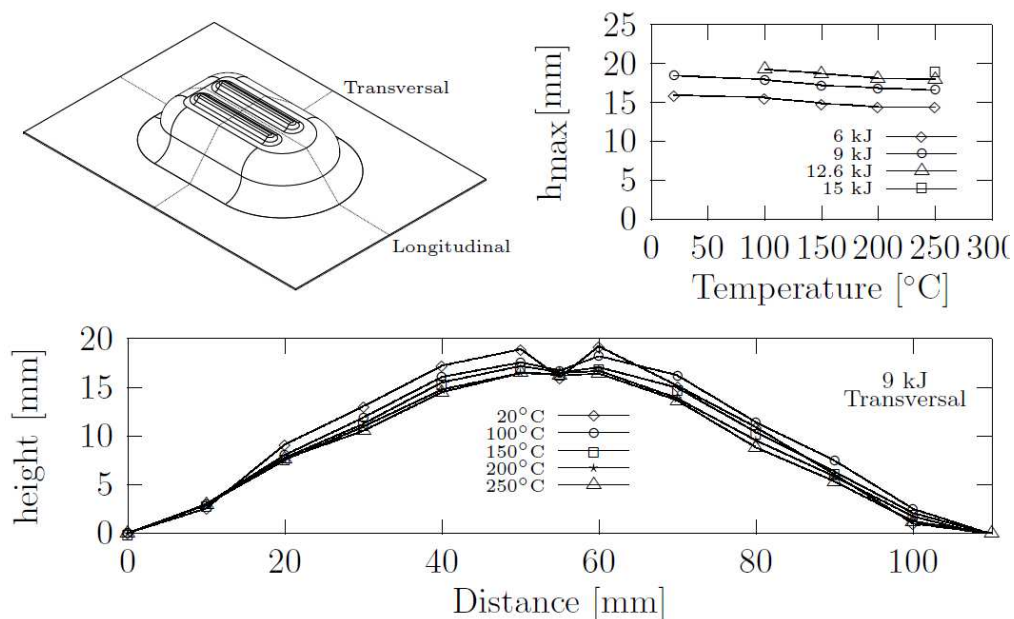 Transversal
Longitudinal
h_max [mm]
25
20
15
10
5
0
6 kJ
9 kJ
12.6 kJ
15 kJ
0 50 100 150 200 250 300
Temperature [°C]
height [mm]
20
15
10
5
0
9 kJ
Transversal
20°C
100°C
150°C
200°C
250°C
0 20 40 60 80 100
Distance [mm]